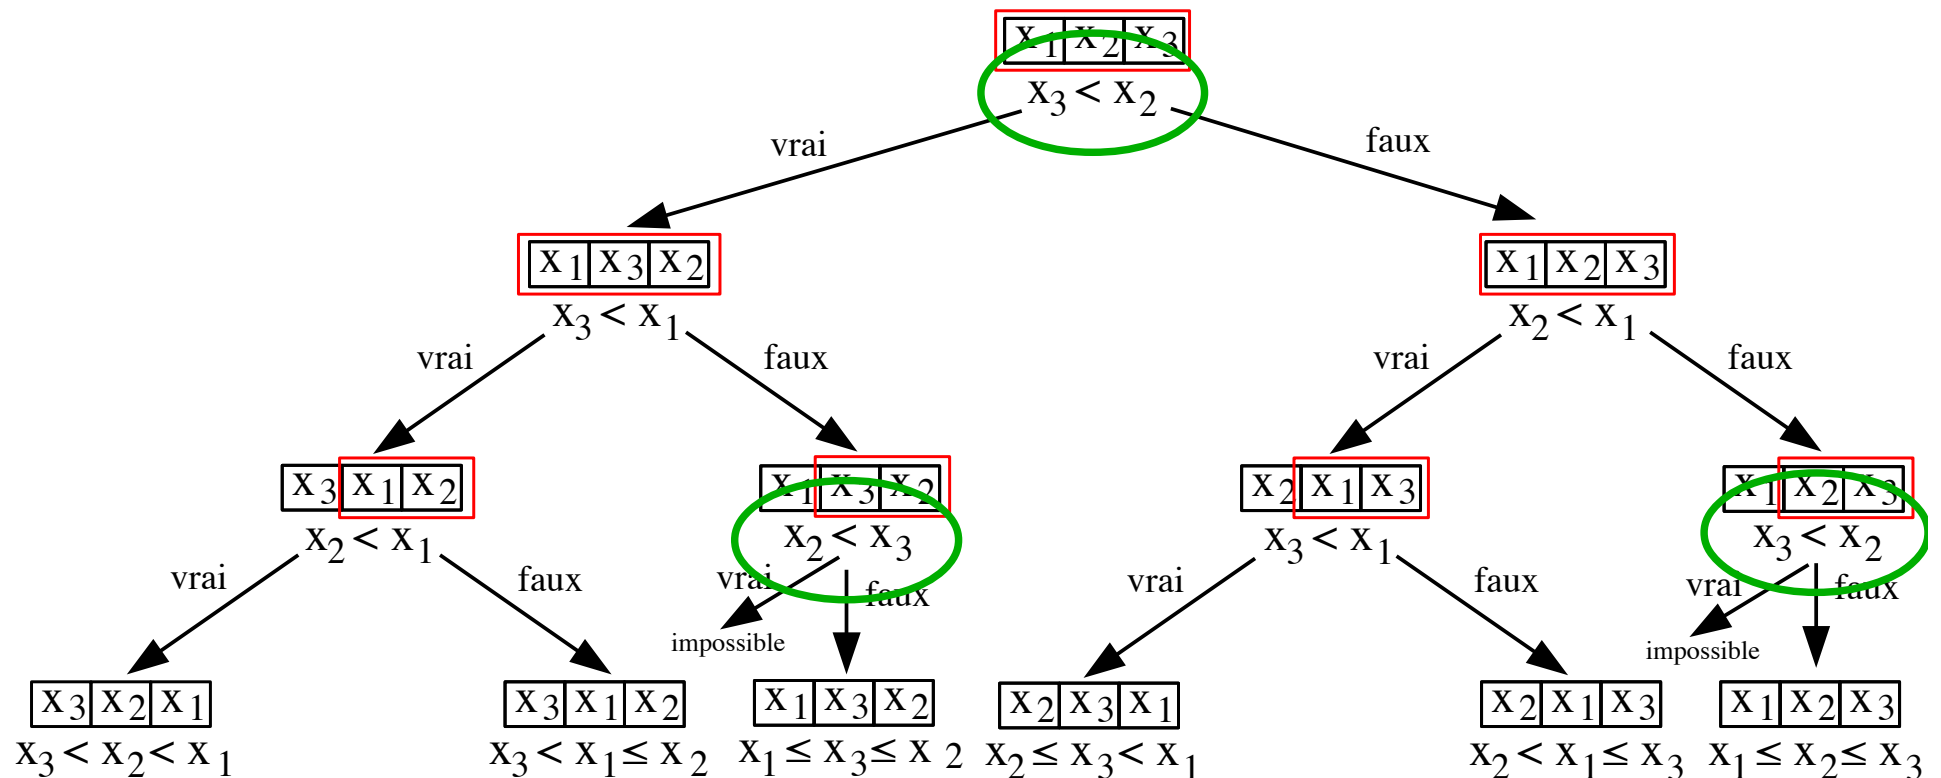 x1 x2 x3
x3 < x2
vrai faux
x1 x3 x2 x1 x2 x3
x3 < x1 x2 < x1
vrai faux vrai faux
x3 x1 x2 x1 x3 x2 x2 x1 x3 x1 x2 x3
x2 < x1 x2 < x3 x3 < x1 x3 < x2
vrai faux vrai faux vrai faux vrai faux
impossible impossible
x3 x2 x1 x3 x1 x2 x1 x3 x2 x2 x3 x1 x2 x1 x3 x1 x2 x3
x3 < x2 < x1 x3 < x1 ≤ x2 x1 ≤ x3 ≤ x2 x2 ≤ x3 < x1 x2 < x1 ≤ x3 x1 ≤ x2 ≤ x3